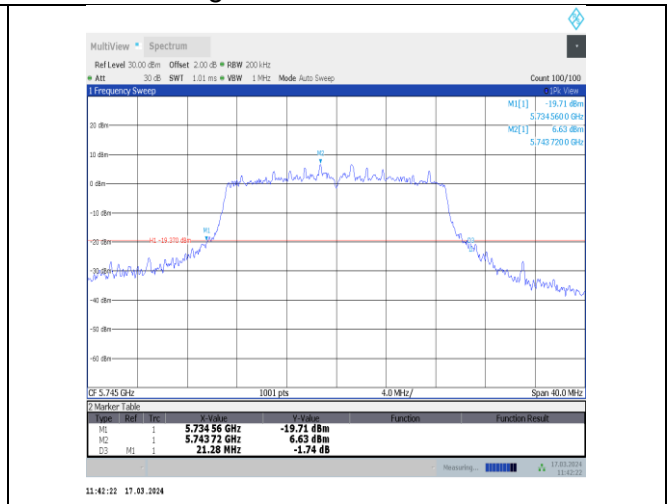 MultiView Spectrum
Ref Level 30.00 dBm Offset 2.00 dB RBW 200 kHz
Att 30 dB SWT 1.01 ms VBW 1 MHz Mode Auto Sweep Count 100/100
1 Frequency Sweep 1Pk View
M1[1] -19.71 dBm
5.7345600 GHz
M2[1] 6.63 dBm
5.7437200 GHz
20 dBm
10 dBm
M2
0 dBm
-10 dBm
M1
-20 dBm H1 -19.370 dBm
D3
-30 dBm
-40 dBm
-50 dBm
-60 dBm
CF 5.745 GHz 1001 pts 4.0 MHz/ Span 40.0 MHz
2 Marker Table
Type Ref Trc X-Value Y-Value Function Function Result
M1 1 5.734 56 GHz -19.71 dBm
M2 1 5.743 72 GHz 6.63 dBm
D3 M1 1 21.28 MHz -1.74 dB
Measuring... 17.03.2024
11:42:22
11:42:22 17.03.2024